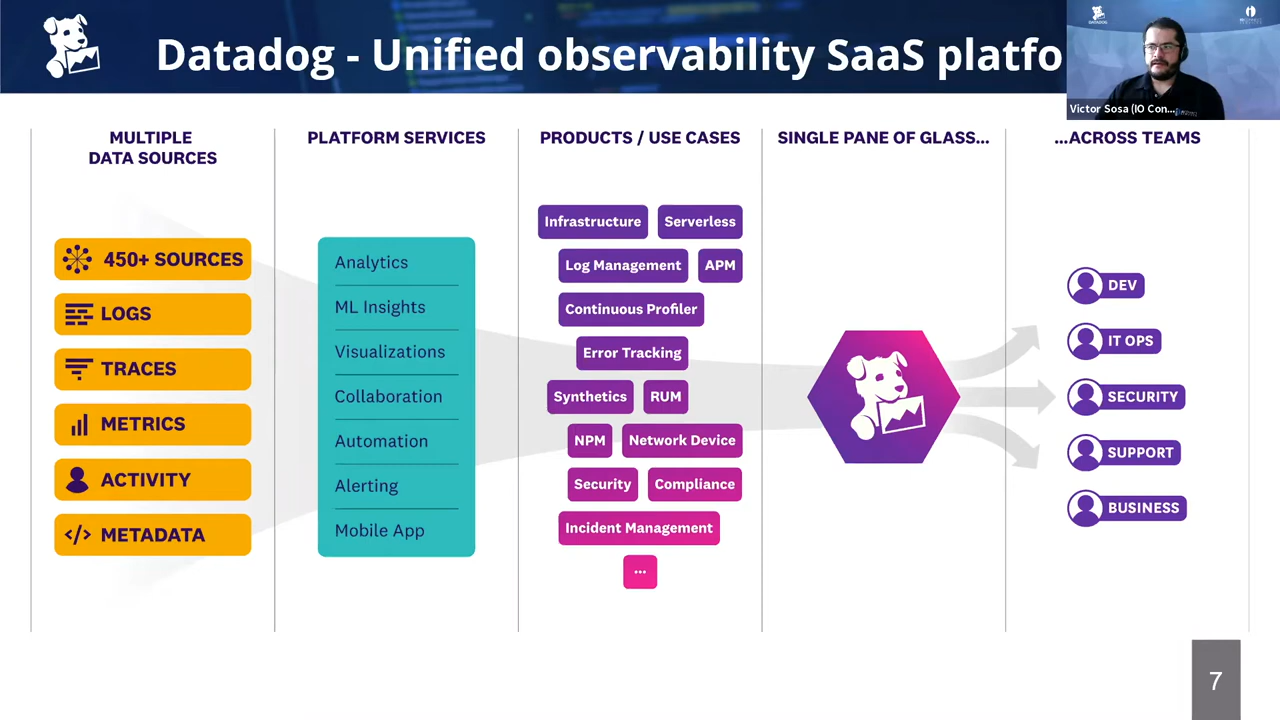 Datadog - Unified observability SaaS platfo
Victor Sosa (IO Con...
MULTIPLE
DATA SOURCES
450+ SOURCES
LOGS
TRACES
METRICS
ACTIVITY
METADATA
PLATFORM SERVICES
Analytics
ML Insights
Visualizations
Collaboration
Automation
Alerting
Mobile App
PRODUCTS / USE CASES
Infrastructure Serverless
Log Management APM
Continuous Profiler
Error Tracking
Synthetics RUM
NPM Network Device
Security Compliance
Incident Management
...
SINGLE PANE OF GLASS...
...ACROSS TEAMS
DEV
IT OPS
SECURITY
SUPPORT
BUSINESS
7